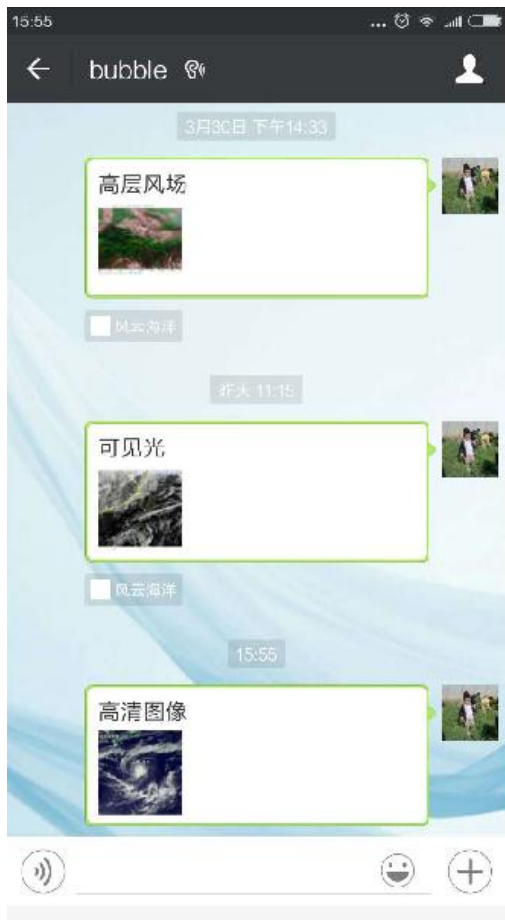 15:55
bubble
3月30日 下午14:33
高层风场
风云海洋
昨天 11:15
可见光
风云海洋
15:55
高清图像